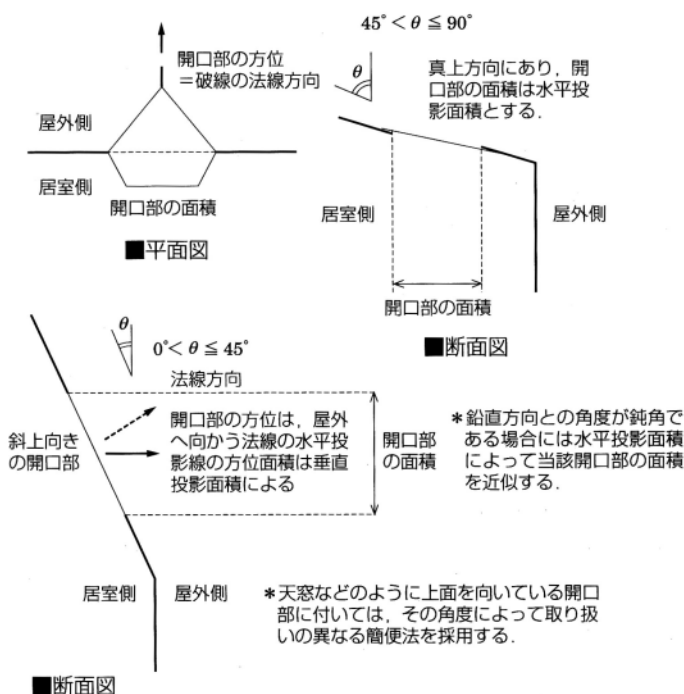 開口部の方位
＝破線の法線方向
屋外側
居室側
開口部の面積
■平面図
45°＜θ≦90°
θ
真上方向にあり，開
口部の面積は水平投
影面積とする．
居室側
屋外側
開口部の面積
■断面図
θ
0°＜θ≦45°
法線方向
斜上向き
の開口部
開口部の方位は，屋外
へ向かう法線の水平投
影線の方位面積は垂直
投影面積による
開口部
の面積
＊鉛直方向との角度が鈍角で
ある場合には水平投影面積
によって当該開口部の面積
を近似する．
居室側
屋外側
＊天窓などのように上面を向いている開口
部に付いては，その角度によって取り扱
いの異なる簡便法を採用する．
■断面図